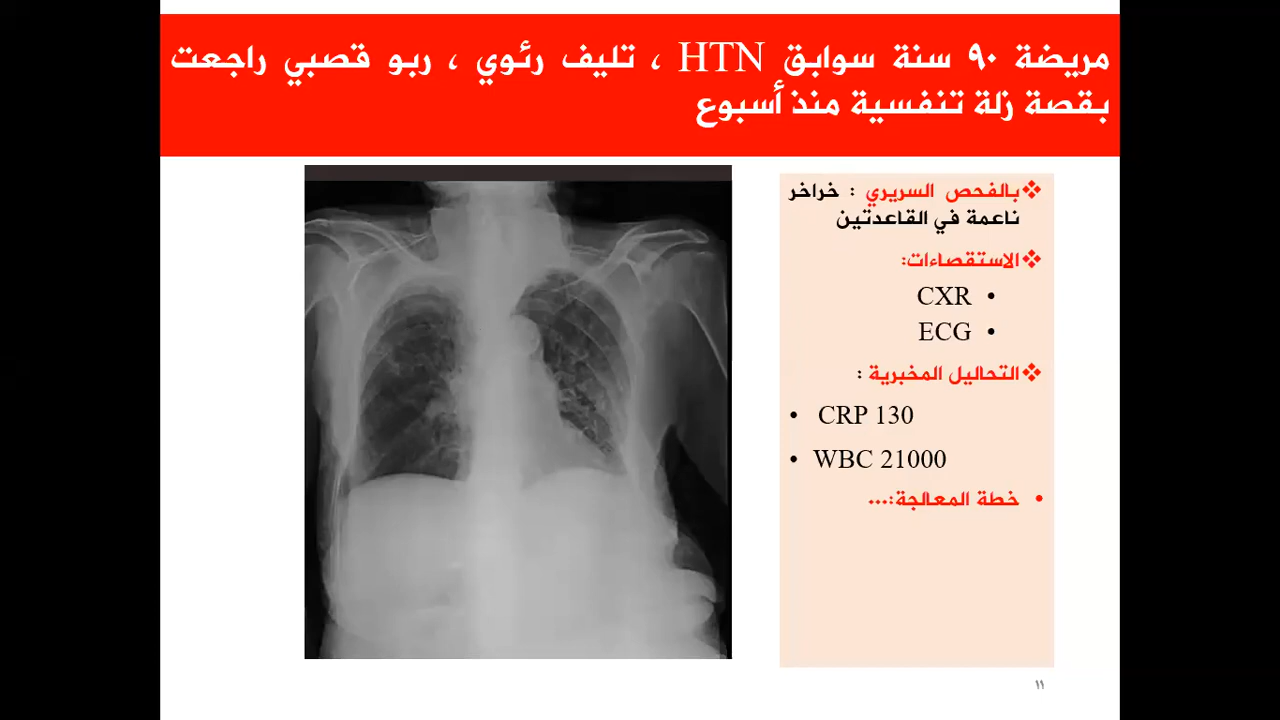 مريضة ٩٠ سنة سوابق HTN ، تليف رئوي ، ربو قصبي راجعت
بقصة زلة تنفسية منذ أسبوع
❖ بالفحص السريري : خراخر
ناعمة في القاعدتين
❖ الاستقصاءات:
• CXR
• ECG
❖ التحاليل المخبرية :
• CRP 130
• WBC 21000
• خطة المعالجة:...
١١